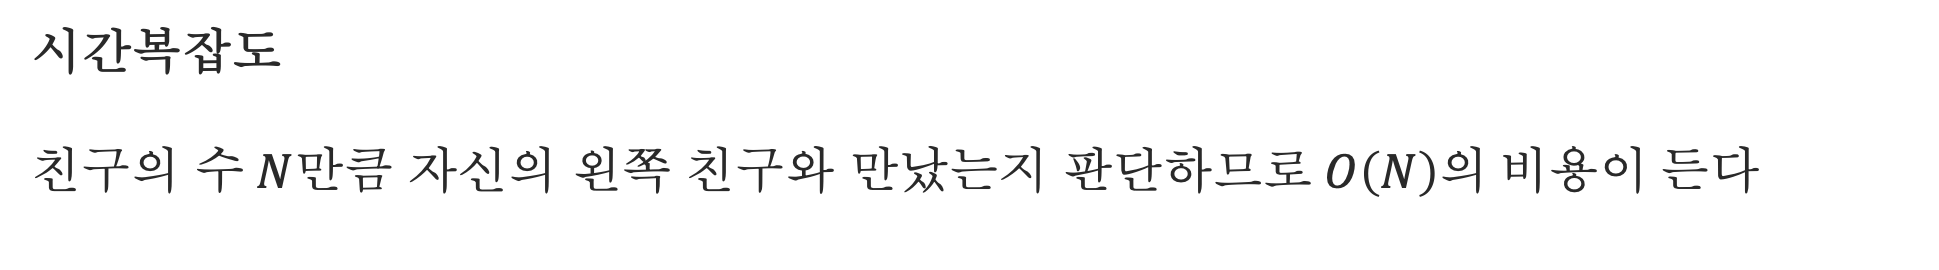 시간복잡도
친구의 수 N만큼 자신의 왼쪽 친구와 만났는지 판단하므로 O(N)의 비용이 든다